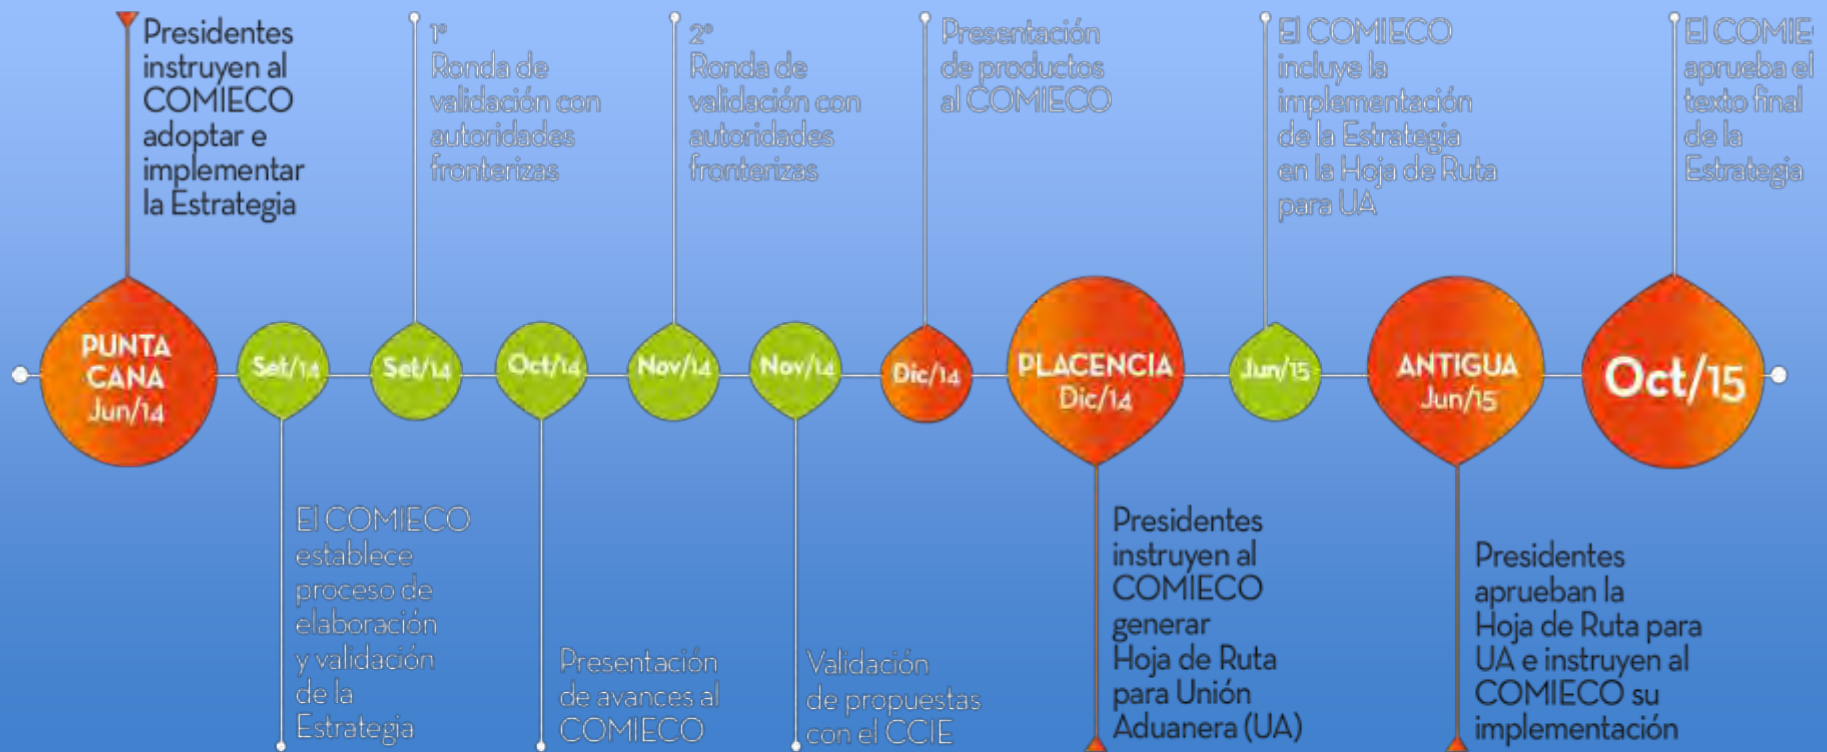 Presidentes
instruyen al
COMIECO
adoptar e
implementar
la Estrategia
1º
Ronda de
validación con
autoridades
fronterizas
2º
Ronda de
validación con
autoridades
fronterizas
Presentación
de productos
al COMIECO
El COMIECO
incluye la
implementación
de la Estrategia
en la Hoja de Ruta
para UA
El COMIE
aprueba el
texto final
de la
Estrategia
PUNTA
CANA
Jun/14
Set/14
Set/14
Oct/14
Nov/14
Nov/14
Dic/14
PLACENCIA
Dic/14
Jun/15
ANTIGUA
Jun/15
Oct/15
El COMIECO
establece
proceso de
elaboración
y validación
de la
Estrategia
Presentación
de avances al
COMIECO
Validación
de propuestas
con el CCIE
Presidentes
instruyen al
COMIECO
generar
Hoja de Ruta
para Unión
Aduanera (UA)
Presidentes
aprueban la
Hoja de Ruta para
UA e instruyen al
COMIECO su
implementación